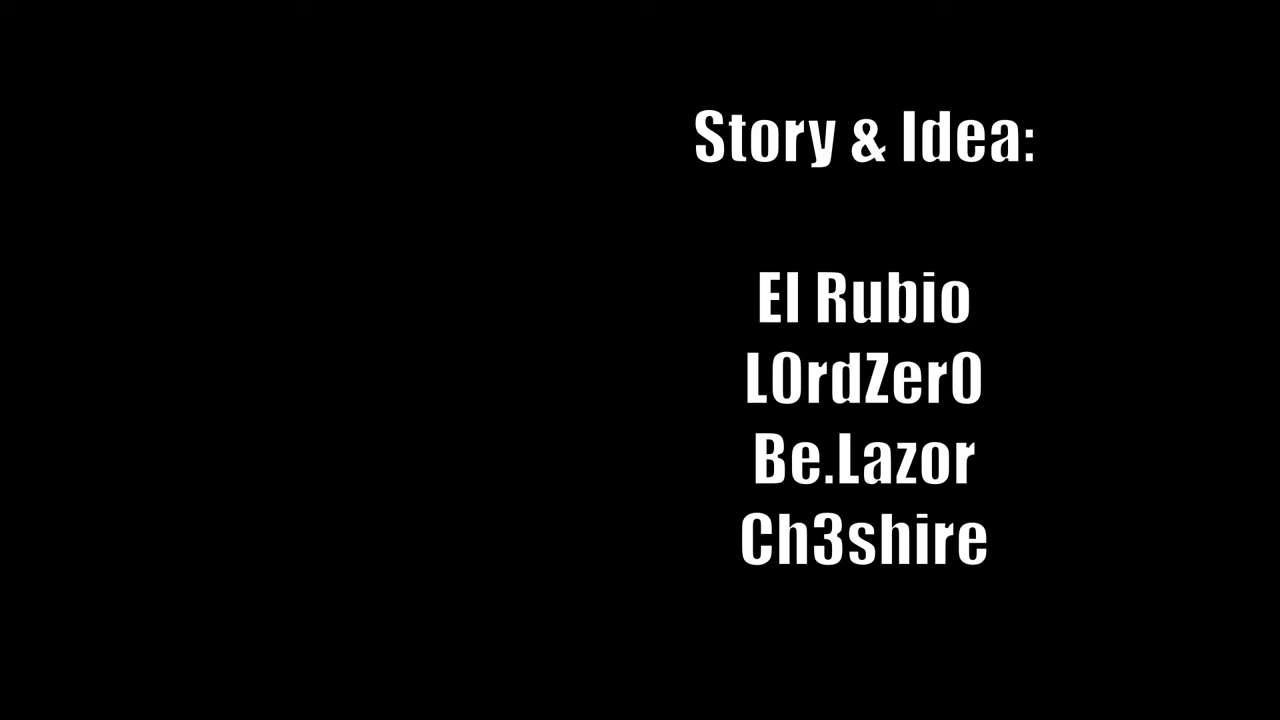 Story & Idea:
El Rubio
L0rdZer0
Be.Lazor
Ch3shire